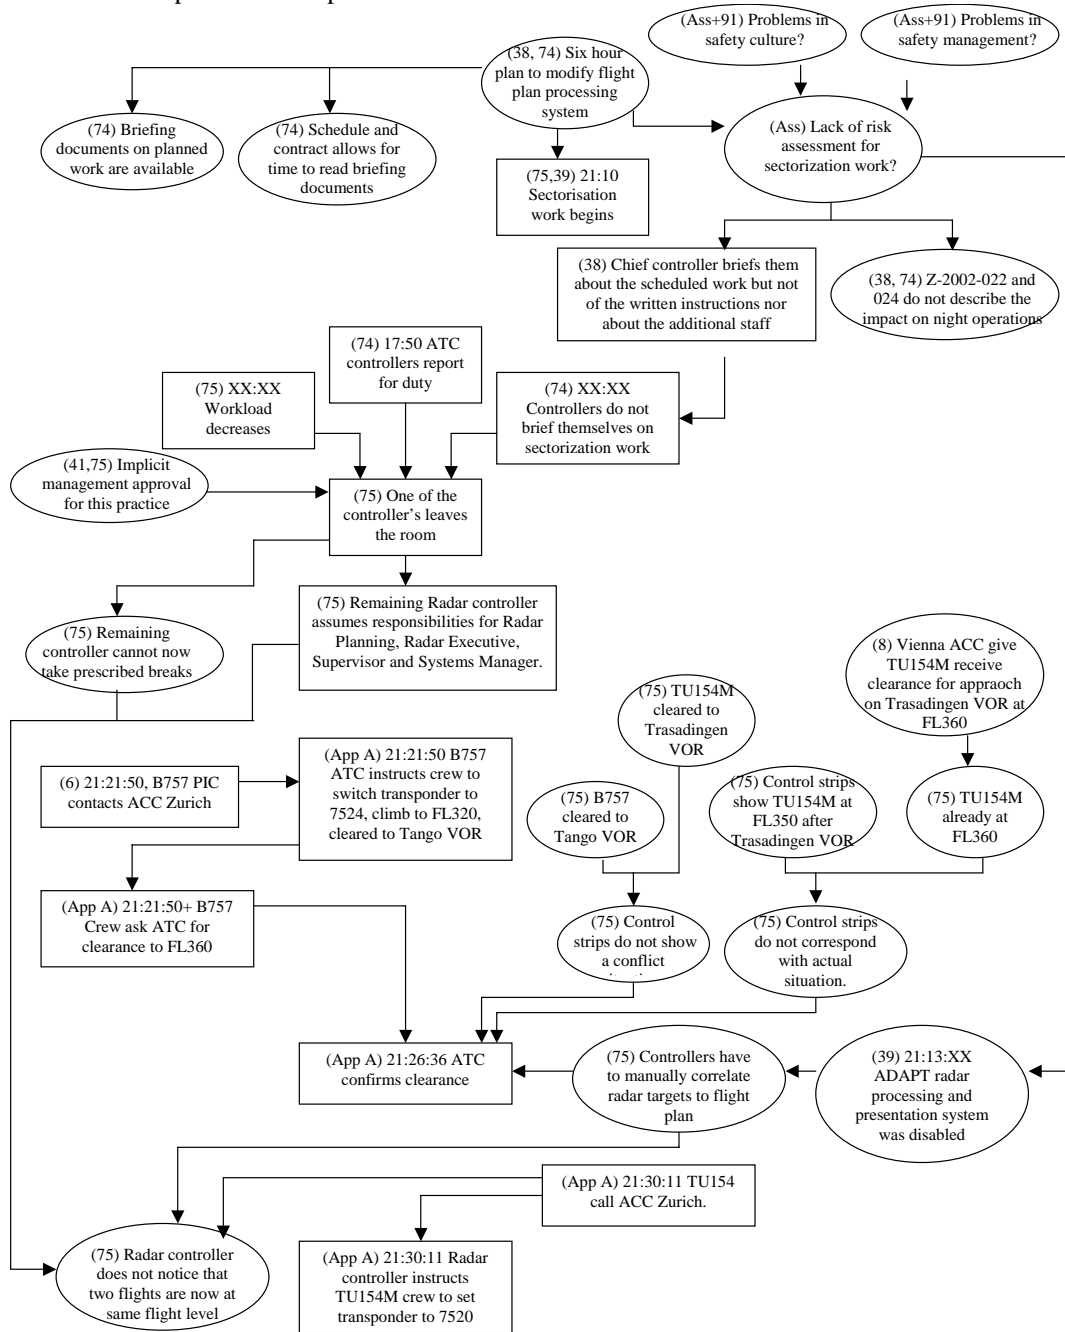 (Ass+91) Problems in
safety culture?
(Ass+91) Problems in
safety management?
(38, 74) Six hour
plan to modify flight
plan processing
system
(74) Briefing
documents on planned
work are available
(74) Schedule and
contract allows for
time to read briefing
documents
(Ass) Lack of risk
assessment for
sectorization work?
(75,39) 21:10
Sectorisation
work begins
(38) Chief controller briefs them
about the scheduled work but not
of the written instructions nor
about the additional staff
(38, 74) Z-2002-022 and
024 do not describe the
impact on night operations
(74) 17:50 ATC
controllers report
for duty
(75) XX:XX
Workload
decreases
(74) XX:XX
Controllers do not
brief themselves on
sectorization work
(41,75) Implicit
management approval
for this practice
(75) One of the
controller's leaves
the room
(75) Remaining
controller cannot now
take prescribed breaks
(75) Remaining Radar controller
assumes responsibilities for Radar
Planning, Radar Executive,
Supervisor and Systems Manager.
(75) TU154M
cleared to
Trasadingen
VOR
(8) Vienna ACC give
TU154M receive
clearance for appraoch
on Trasadingen VOR at
FL360
(6) 21:21:50, B757 PIC
contacts ACC Zurich
(App A) 21:21:50 B757
ATC instructs crew to
switch transponder to
7524, climb to FL320,
cleared to Tango VOR
(75) B757
cleared to
Tango VOR
(75) Control strips
show TU154M at
FL350 after
Trasadingen VOR
(75) TU154M
already at
FL360
(App A) 21:21:50+ B757
Crew ask ATC for
clearance to FL360
(75) Control
strips do not show
a conflict
(75) Control strips
do not correspond
with actual
situation.
(App A) 21:26:36 ATC
confirms clearance
(75) Controllers have
to manually correlate
radar targets to flight
plan
(39) 21:13:XX
ADAPT radar
processing and
presentation system
was disabled
(App A) 21:30:11 TU154
call ACC Zurich.
(75) Radar controller
does not notice that
two flights are now at
same flight level
(App A) 21:30:11 Radar
controller instructs
TU154M crew to set
transponder to 7520